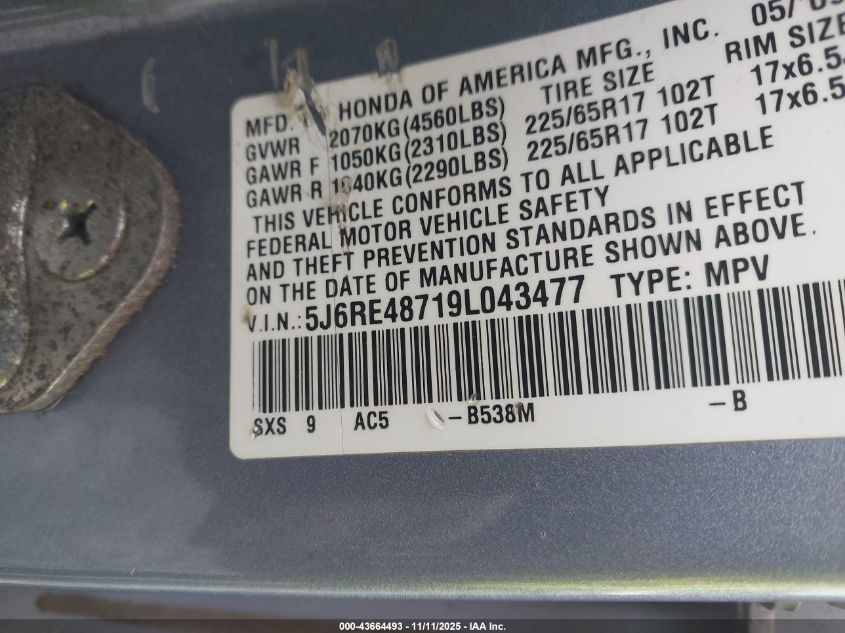 MFD. BY HONDA OF AMERICA MFG., INC. 05/
GVWR 2070KG(4560LBS) TIRE SIZE RIM SIZE
GAWR F 1050KG(2310LBS) 225/65R17 102T 17x6.5
GAWR R 1040KG(2290LBS) 225/65R17 102T 17x6.5
THIS VEHICLE CONFORMS TO ALL APPLICABLE
FEDERAL MOTOR VEHICLE SAFETY
AND THEFT PREVENTION STANDARDS IN EFFECT
ON THE DATE OF MANUFACTURE SHOWN ABOVE.
V.I.N.: 5J6RE48719L043477 TYPE: MPV
SXS 9 AC5 -B538M -B
000-43664493 - 11/11/2025 - IAA Inc.